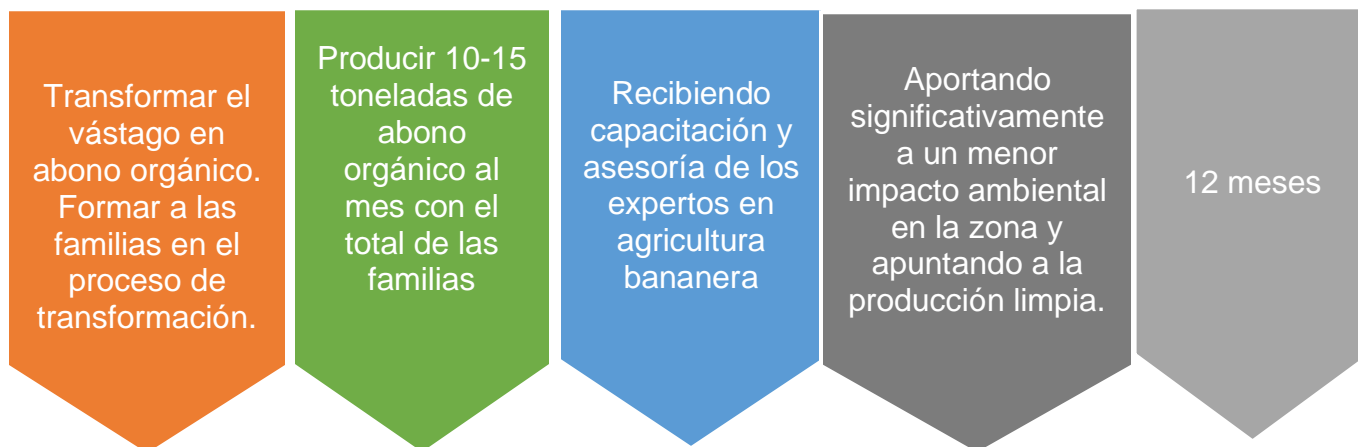 Transformar el
vástago en
abono orgánico.
Formar a las
familias en el
proceso de
transformación.
Producir 10-15
toneladas de
abono
orgánico al
mes con el
total de las
familias
Recibiendo
capacitación y
asesoría de los
expertos en
agricultura
bananera
Aportando
significativamente
a un menor
impacto ambiental
en la zona y
apuntando a la
producción limpia.
12 meses